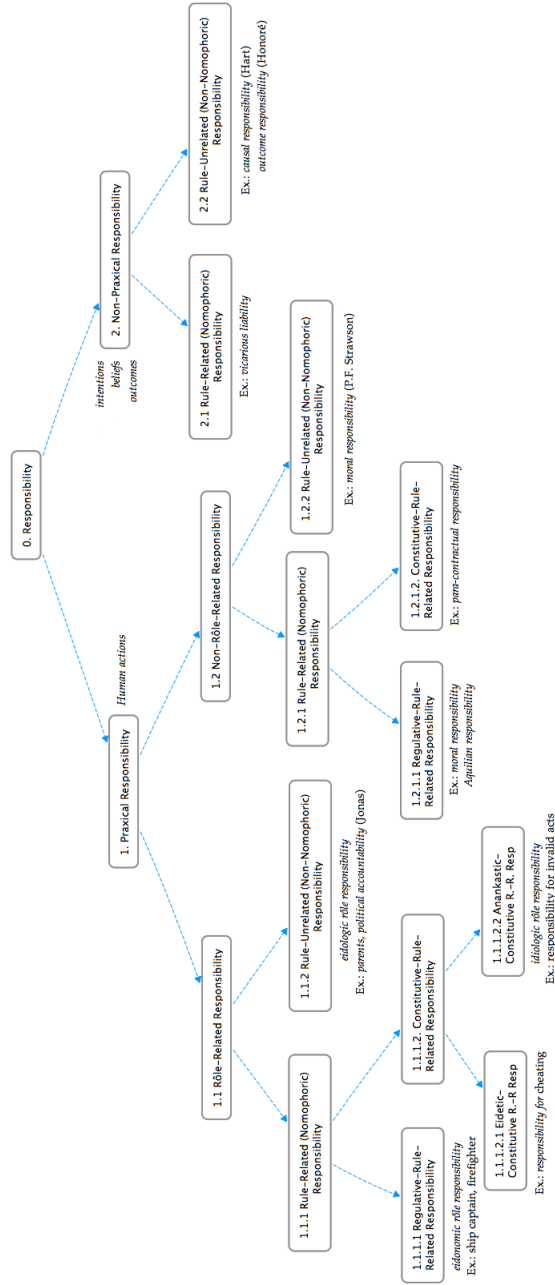 0. Responsibility
1. Praxical Responsibility
Human actions
2. Non-Praxical Responsibility
intentions
beliefs
outcomes
1.1 Rôle-Related Responsibility
1.2 Non-Rôle-Related Responsibility
2.1 Rule-Related (Nomophoric)
Responsibility
Ex.: vicarious liability
2.2 Rule-Unrelated (Non-Nomophoric)
Responsibility
Ex.: causal responsibility (Hart)
outcome responsibility (Honoré)
1.1.1 Rule-Related (Nomophoric)
Responsibility
1.1.2 Rule-Unrelated (Non-Nomophoric)
Responsibility
eidologic rôle responsibility
Ex.: parents, political accountability (Jonas)
1.2.1 Rule-Related (Nomophoric)
Responsibility
1.2.2 Rule-Unrelated (Non-Nomophoric)
Responsibility
Ex.: moral responsibility (P.F. Strawson)
1.1.1.1 Regulative-Rule-
Related Responsibility
eidonomic rôle responsibility
Ex.: ship captain, firefighter
1.1.1.2. Constitutive-Rule-
Related Responsibility
1.2.1.1 Regulative-Rule-
Related Responsibility
Ex.: moral responsibility
Aquilian responsibility
1.2.1.2. Constitutive-Rule-
Related Responsibility
Ex.: para-contractual responsibility
1.1.1.2.1 Eidetic-
Constitutive R.-R Resp
Ex.: responsibility for cheating
1.1.1.2.2 Anankastic-
Constitutive R.-R. Resp
idiologic rôle responsibility
Ex.: responsibility for invalid acts